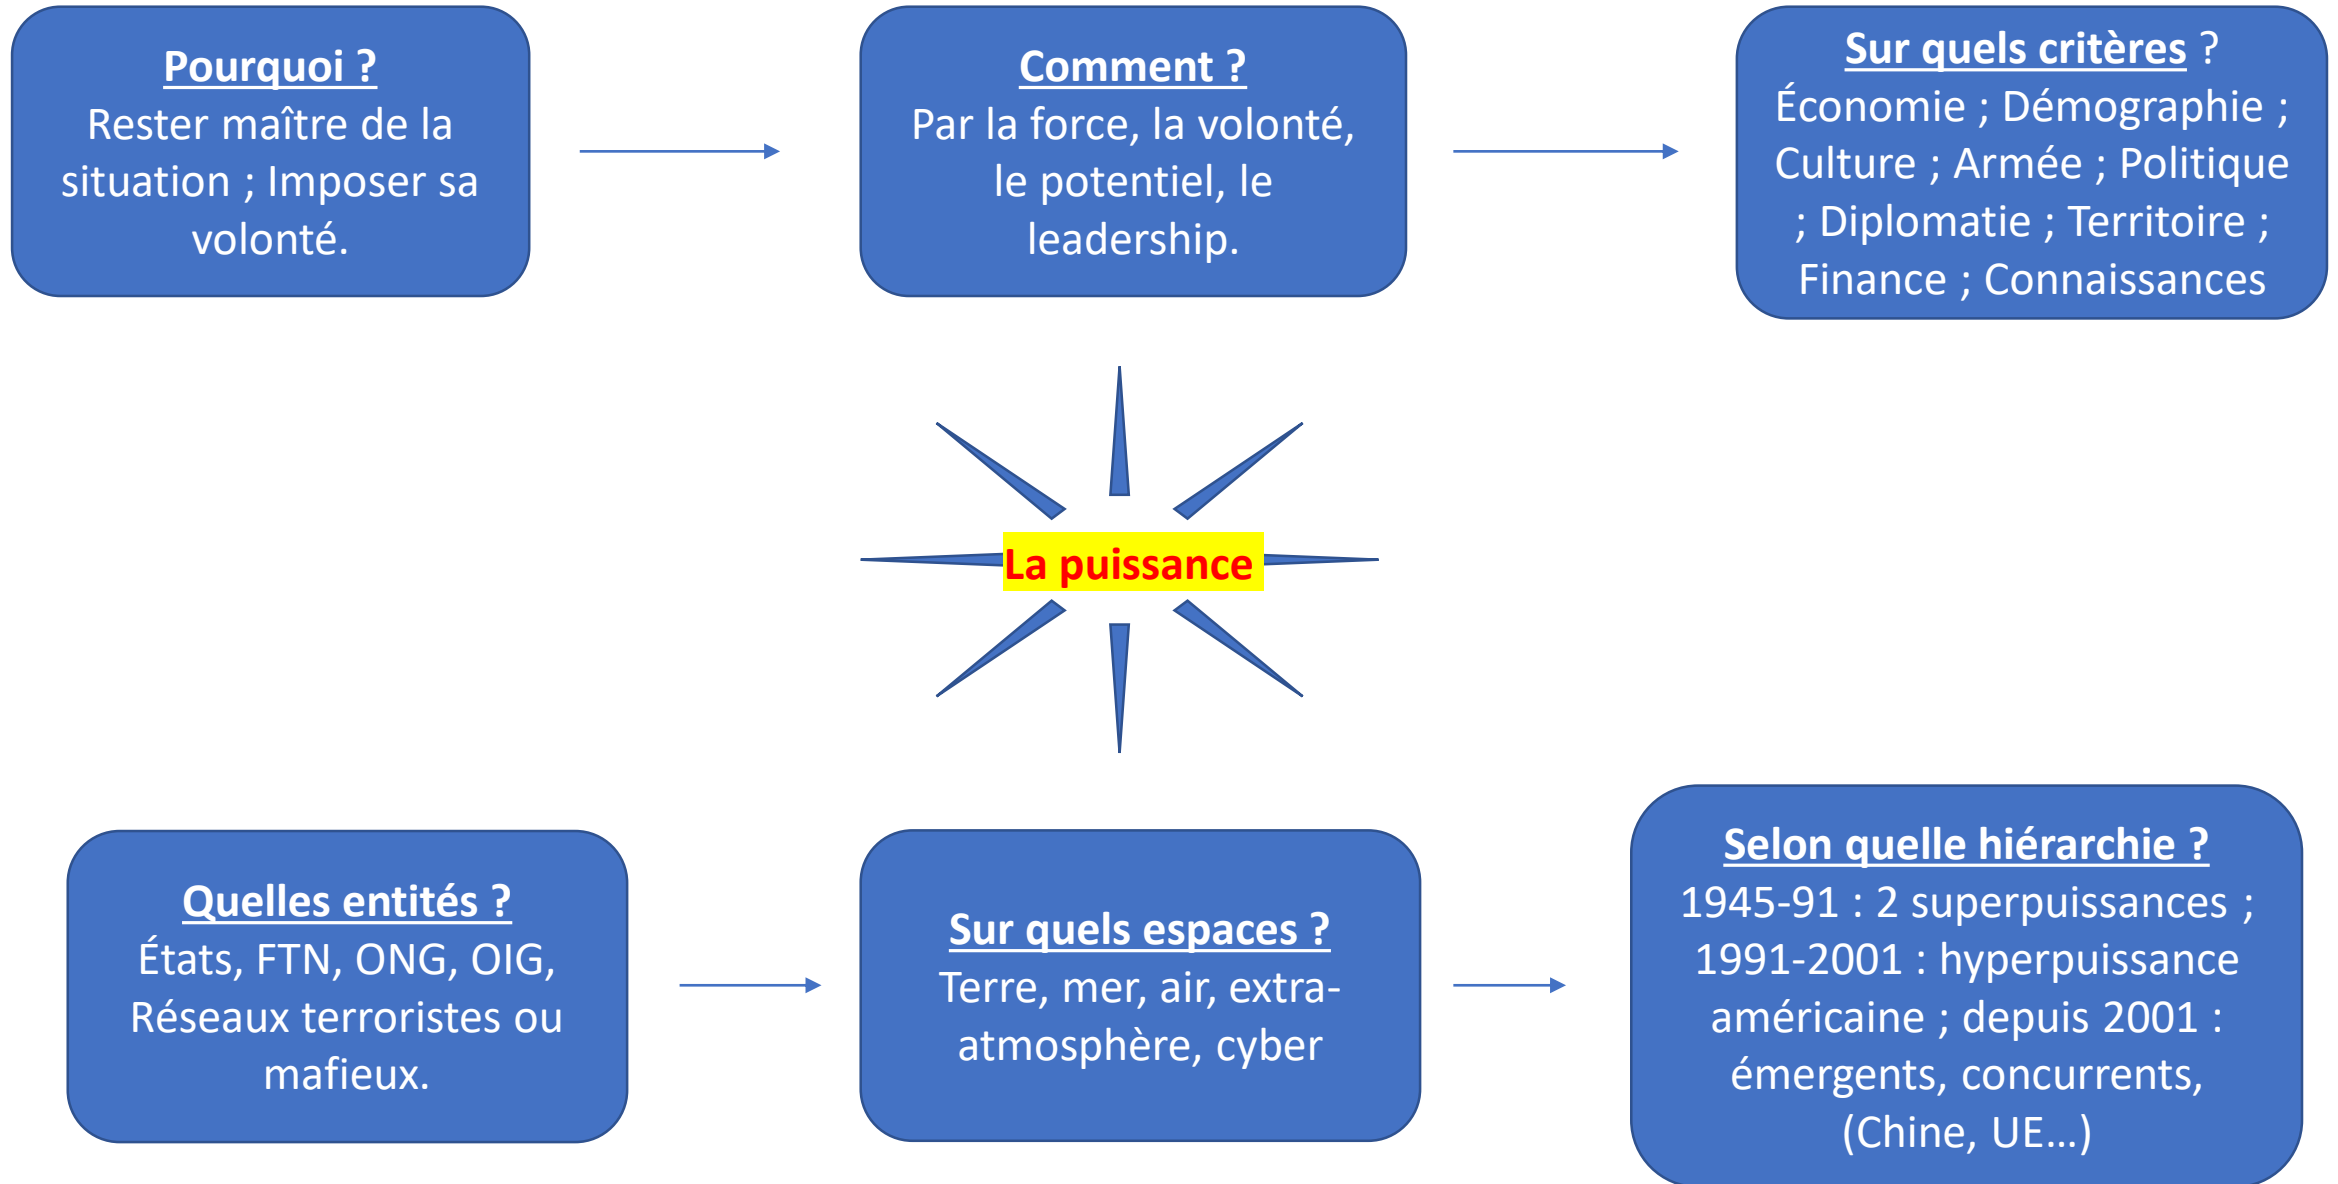 Pourquoi ?
Rester maître de la
situation ; Imposer sa
volonté.
Comment ?
Par la force, la volonté,
le potentiel, le
leadership.
Sur quels critères ?
Économie ; Démographie ;
Culture ; Armée ; Politique
; Diplomatie ; Territoire ;
Finance ; Connaissances
La puissance
Quelles entités ?
États, FTN, ONG, OIG,
Réseaux terroristes ou
mafieux.
Sur quels espaces ?
Terre, mer, air, extra-
atmosphère, cyber
Selon quelle hiérarchie ?
1945-91 : 2 superpuissances ;
1991-2001 : hyperpuissance
américaine ; depuis 2001 :
émergents, concurrents,
(Chine, UE…)